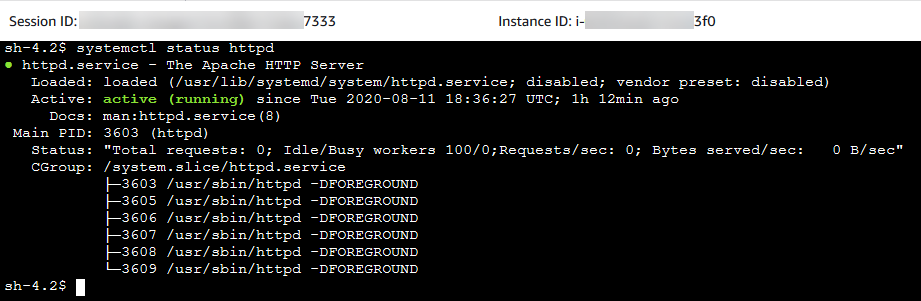 Session ID: 7333 Instance ID: i- 3f0
sh-4.2$ systemctl status httpd
● httpd.service - The Apache HTTP Server
Loaded: loaded (/usr/lib/systemd/system/httpd.service; disabled; vendor preset: disabled)
Active: active (running) since Tue 2020-08-11 18:36:27 UTC; 1h 12min ago
Docs: man:httpd.service(8)
Main PID: 3603 (httpd)
Status: "Total requests: 0; Idle/Busy workers 100/0;Requests/sec: 0; Bytes served/sec:   0 B/sec"
CGroup: /system.slice/httpd.service
├─3603 /usr/sbin/httpd -DFOREGROUND
├─3605 /usr/sbin/httpd -DFOREGROUND
├─3606 /usr/sbin/httpd -DFOREGROUND
├─3607 /usr/sbin/httpd -DFOREGROUND
├─3608 /usr/sbin/httpd -DFOREGROUND
└─3609 /usr/sbin/httpd -DFOREGROUND
sh-4.2$